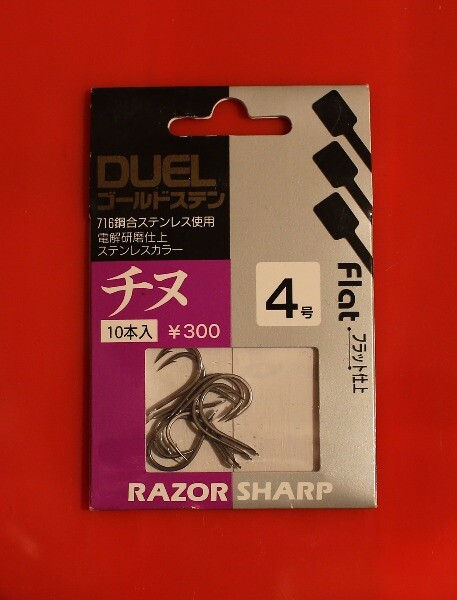 DUEL
ゴールドステン
716鋼合ステンレス使用
電解研磨仕上
ステンレスカラー
チヌ
10本入 ¥300
4号
Flat.フラット仕上
RAZOR SHARP